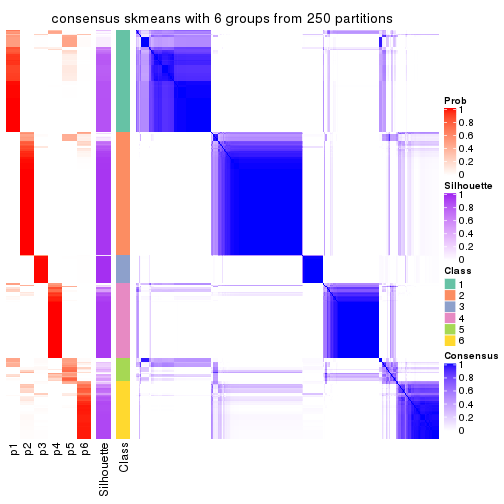 consensus skmeans with 6 groups from 250 partitions
Prob
1
0.8
0.6
0.4
0.2
0
Silhouette
1
0.8
0.6
0.4
0.2
0
Class
1
2
3
4
5
6
Consensus
1
0.8
0.6
0.4
0.2
0
p1
p2
p3
p4
p5
p6
Silhouette
Class